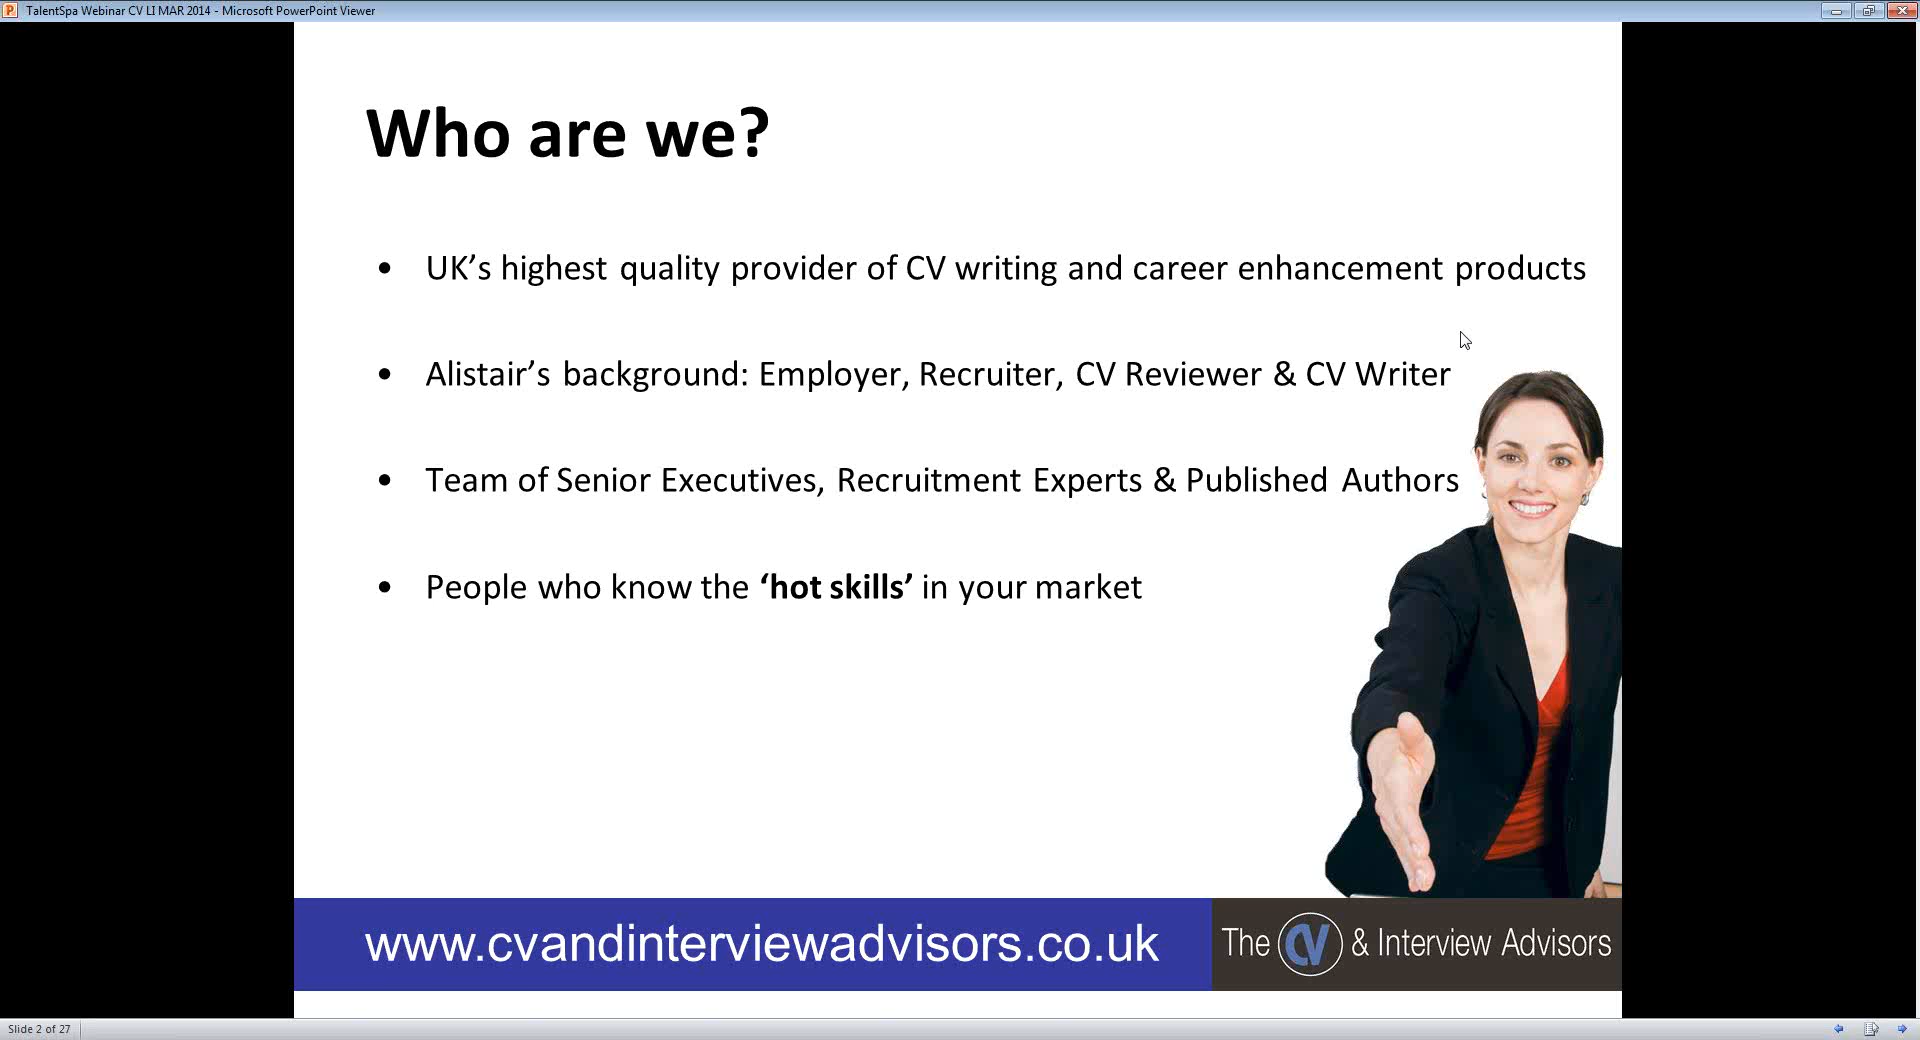 TalentSpa Webinar CV LI MAR 2014 - Microsoft PowerPoint Viewer
Who are we?
• UK’s highest quality provider of CV writing and career enhancement products
• Alistair’s background: Employer, Recruiter, CV Reviewer & CV Writer
• Team of Senior Executives, Recruitment Experts & Published Authors
• People who know the ‘hot skills’ in your market
www.cvandinterviewadvisors.co.uk
The CV & Interview Advisors
Slide 2 of 27